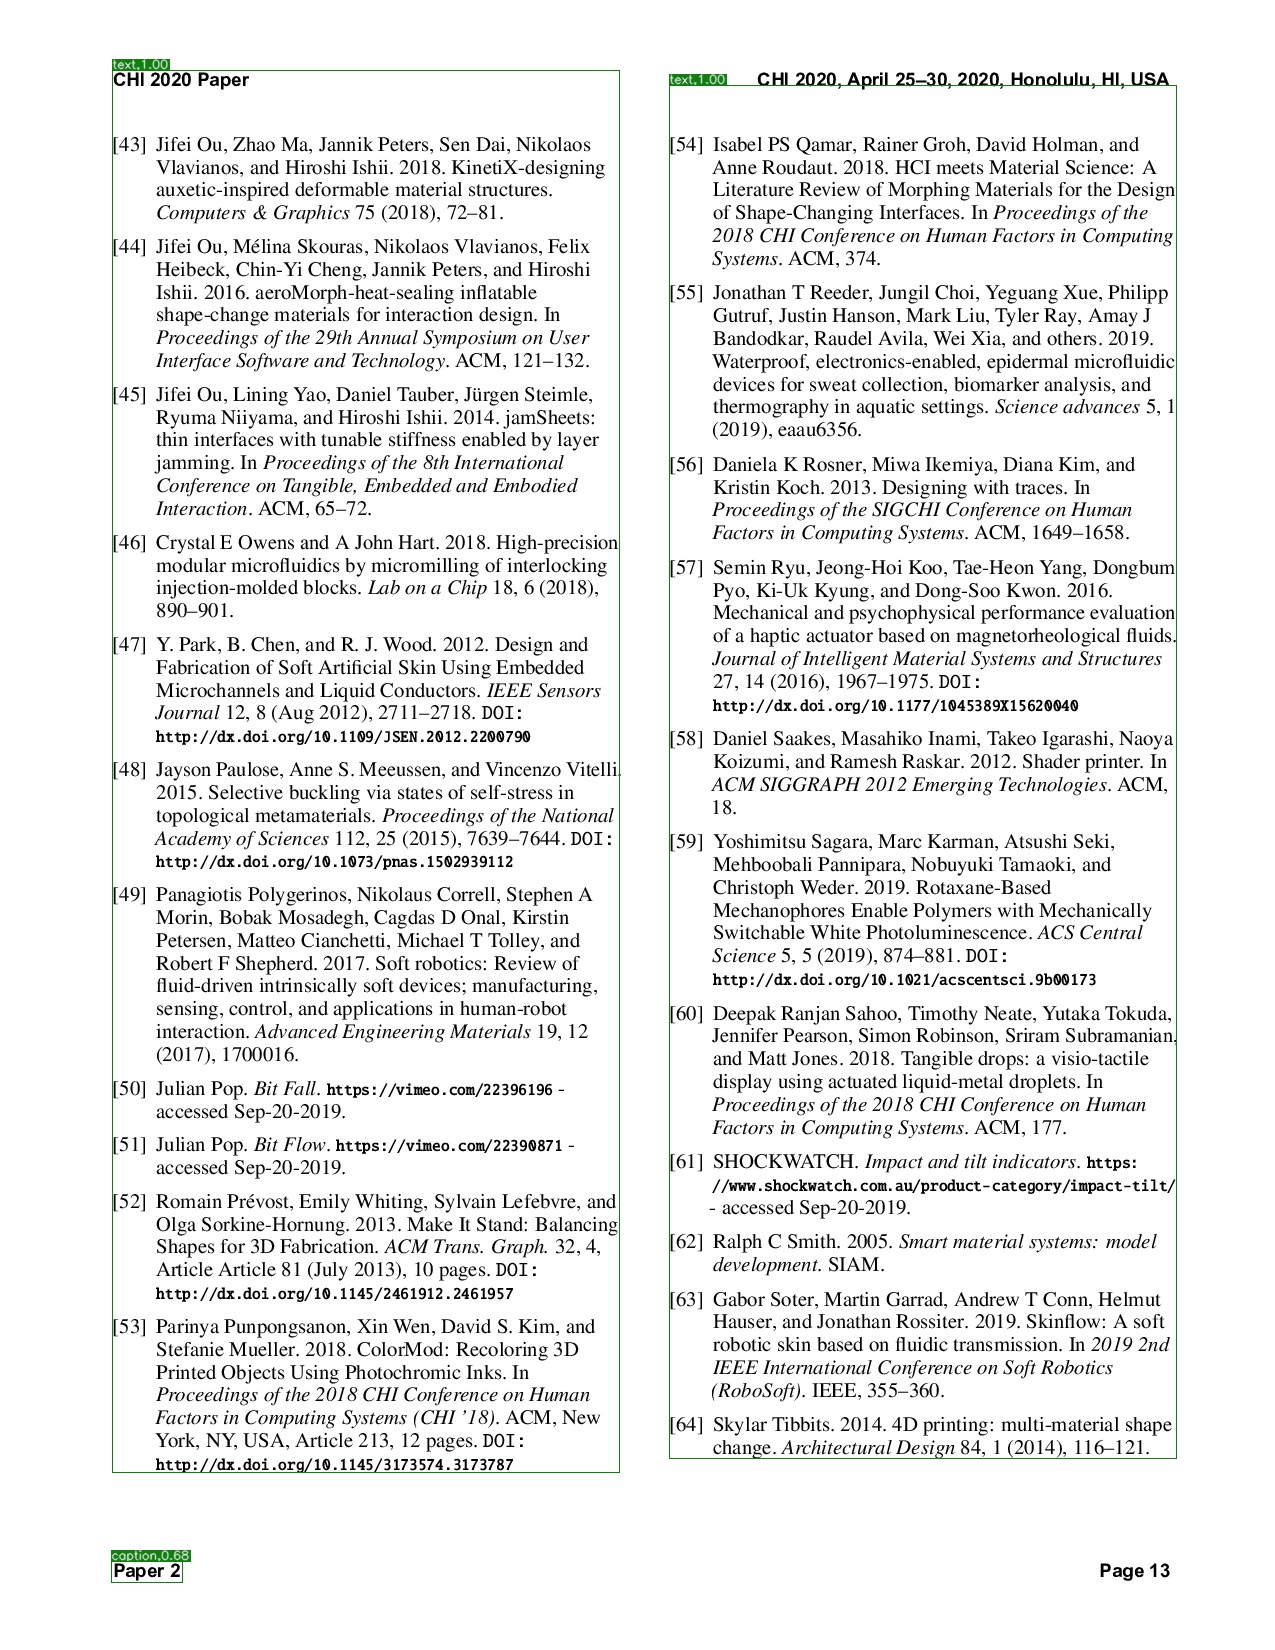 text,1.00
CHI 2020 Paper
text,1.00
CHI 2020, April 25–30, 2020, Honolulu, HI, USA
[43] Jifei Ou, Zhao Ma, Jannik Peters, Sen Dai, Nikolaos
Vlavianos, and Hiroshi Ishii. 2018. KinetiX-designing
auxetic-inspired deformable material structures.
Computers & Graphics 75 (2018), 72–81.
[44] Jifei Ou, Mélina Skouras, Nikolaos Vlavianos, Felix
Heibeck, Chin-Yi Cheng, Jannik Peters, and Hiroshi
Ishii. 2016. aeroMorph-heat-sealing inflatable
shape-change materials for interaction design. In
Proceedings of the 29th Annual Symposium on User
Interface Software and Technology. ACM, 121–132.
[45] Jifei Ou, Lining Yao, Daniel Tauber, Jürgen Steimle,
Ryuma Niiyama, and Hiroshi Ishii. 2014. jamSheets:
thin interfaces with tunable stiffness enabled by layer
jamming. In Proceedings of the 8th International
Conference on Tangible, Embedded and Embodied
Interaction. ACM, 65–72.
[46] Crystal E Owens and A John Hart. 2018. High-precision
modular microfluidics by micromilling of interlocking
injection-molded blocks. Lab on a Chip 18, 6 (2018),
890–901.
[47] Y. Park, B. Chen, and R. J. Wood. 2012. Design and
Fabrication of Soft Artificial Skin Using Embedded
Microchannels and Liquid Conductors. IEEE Sensors
Journal 12, 8 (Aug 2012), 2711–2718. DOI:
http://dx.doi.org/10.1109/JSEN.2012.2200790
[48] Jayson Paulose, Anne S. Meeussen, and Vincenzo Vitelli.
2015. Selective buckling via states of self-stress in
topological metamaterials. Proceedings of the National
Academy of Sciences 112, 25 (2015), 7639–7644. DOI:
http://dx.doi.org/10.1073/pnas.1502939112
[49] Panagiotis Polygerinos, Nikolaus Correll, Stephen A
Morin, Bobak Mosadegh, Cagdas D Onal, Kirstin
Petersen, Matteo Cianchetti, Michael T Tolley, and
Robert F Shepherd. 2017. Soft robotics: Review of
fluid-driven intrinsically soft devices; manufacturing,
sensing, control, and applications in human-robot
interaction. Advanced Engineering Materials 19, 12
(2017), 1700016.
[50] Julian Pop. Bit Fall. https://vimeo.com/22396196 -
accessed Sep-20-2019.
[51] Julian Pop. Bit Flow. https://vimeo.com/22390871 -
accessed Sep-20-2019.
[52] Romain Prévost, Emily Whiting, Sylvain Lefebvre, and
Olga Sorkine-Hornung. 2013. Make It Stand: Balancing
Shapes for 3D Fabrication. ACM Trans. Graph. 32, 4,
Article Article 81 (July 2013), 10 pages. DOI:
http://dx.doi.org/10.1145/2461912.2461957
[53] Parinya Punpongsanon, Xin Wen, David S. Kim, and
Stefanie Mueller. 2018. ColorMod: Recoloring 3D
Printed Objects Using Photochromic Inks. In
Proceedings of the 2018 CHI Conference on Human
Factors in Computing Systems (CHI ’18). ACM, New
York, NY, USA, Article 213, 12 pages. DOI:
http://dx.doi.org/10.1145/3173574.3173787
[54] Isabel PS Qamar, Rainer Groh, David Holman, and
Anne Roudaut. 2018. HCI meets Material Science: A
Literature Review of Morphing Materials for the Design
of Shape-Changing Interfaces. In Proceedings of the
2018 CHI Conference on Human Factors in Computing
Systems. ACM, 374.
[55] Jonathan T Reeder, Jungil Choi, Yeguang Xue, Philipp
Gutruf, Justin Hanson, Mark Liu, Tyler Ray, Amay J
Bandodkar, Raudel Avila, Wei Xia, and others. 2019.
Waterproof, electronics-enabled, epidermal microfluidic
devices for sweat collection, biomarker analysis, and
thermography in aquatic settings. Science advances 5, 1
(2019), eaau6356.
[56] Daniela K Rosner, Miwa Ikemiya, Diana Kim, and
Kristin Koch. 2013. Designing with traces. In
Proceedings of the SIGCHI Conference on Human
Factors in Computing Systems. ACM, 1649–1658.
[57] Semin Ryu, Jeong-Hoi Koo, Tae-Heon Yang, Dongbum
Pyo, Ki-Uk Kyung, and Dong-Soo Kwon. 2016.
Mechanical and psychophysical performance evaluation
of a haptic actuator based on magnetorheological fluids.
Journal of Intelligent Material Systems and Structures
27, 14 (2016), 1967–1975. DOI:
http://dx.doi.org/10.1177/1045389X15620040
[58] Daniel Saakes, Masahiko Inami, Takeo Igarashi, Naoya
Koizumi, and Ramesh Raskar. 2012. Shader printer. In
ACM SIGGRAPH 2012 Emerging Technologies. ACM,
18.
[59] Yoshimitsu Sagara, Marc Karman, Atsushi Seki,
Mehboobali Pannipara, Nobuyuki Tamaoki, and
Christoph Weder. 2019. Rotaxane-Based
Mechanophores Enable Polymers with Mechanically
Switchable White Photoluminescence. ACS Central
Science 5, 5 (2019), 874–881. DOI:
http://dx.doi.org/10.1021/acscentsci.9b00173
[60] Deepak Ranjan Sahoo, Timothy Neate, Yutaka Tokuda,
Jennifer Pearson, Simon Robinson, Sriram Subramanian,
and Matt Jones. 2018. Tangible drops: a visio-tactile
display using actuated liquid-metal droplets. In
Proceedings of the 2018 CHI Conference on Human
Factors in Computing Systems. ACM, 177.
[61] SHOCKWATCH. Impact and tilt indicators. https:
//www.shockwatch.com.au/product-category/impact-tilt/
- accessed Sep-20-2019.
[62] Ralph C Smith. 2005. Smart material systems: model
development. SIAM.
[63] Gabor Soter, Martin Garrad, Andrew T Conn, Helmut
Hauser, and Jonathan Rossiter. 2019. Skinflow: A soft
robotic skin based on fluidic transmission. In 2019 2nd
IEEE International Conference on Soft Robotics
(RoboSoft). IEEE, 355–360.
[64] Skylar Tibbits. 2014. 4D printing: multi-material shape
change. Architectural Design 84, 1 (2014), 116–121.
caption,0.68
Paper 2
Page 13